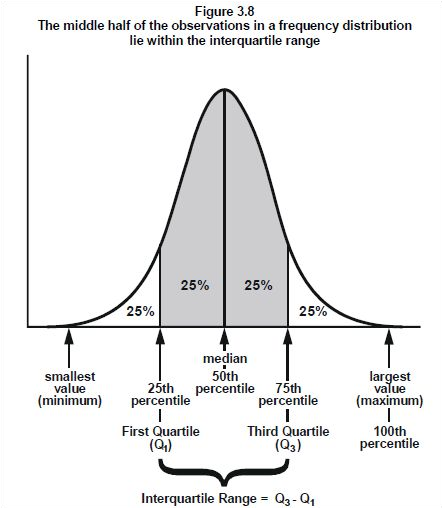 Figure 3.8
The middle half of the observations in a frequency distribution
lie within the interquartile range
25%
25%
25%
25%
smallest
value
(minimum)
25th
percentile
First Quartile
(Q1)
median
50th
percentile
75th
percentile
Third Quartile
(Q3)
largest
value
(maximum)
100th
percentile
Interquartile Range = Q3 - Q1